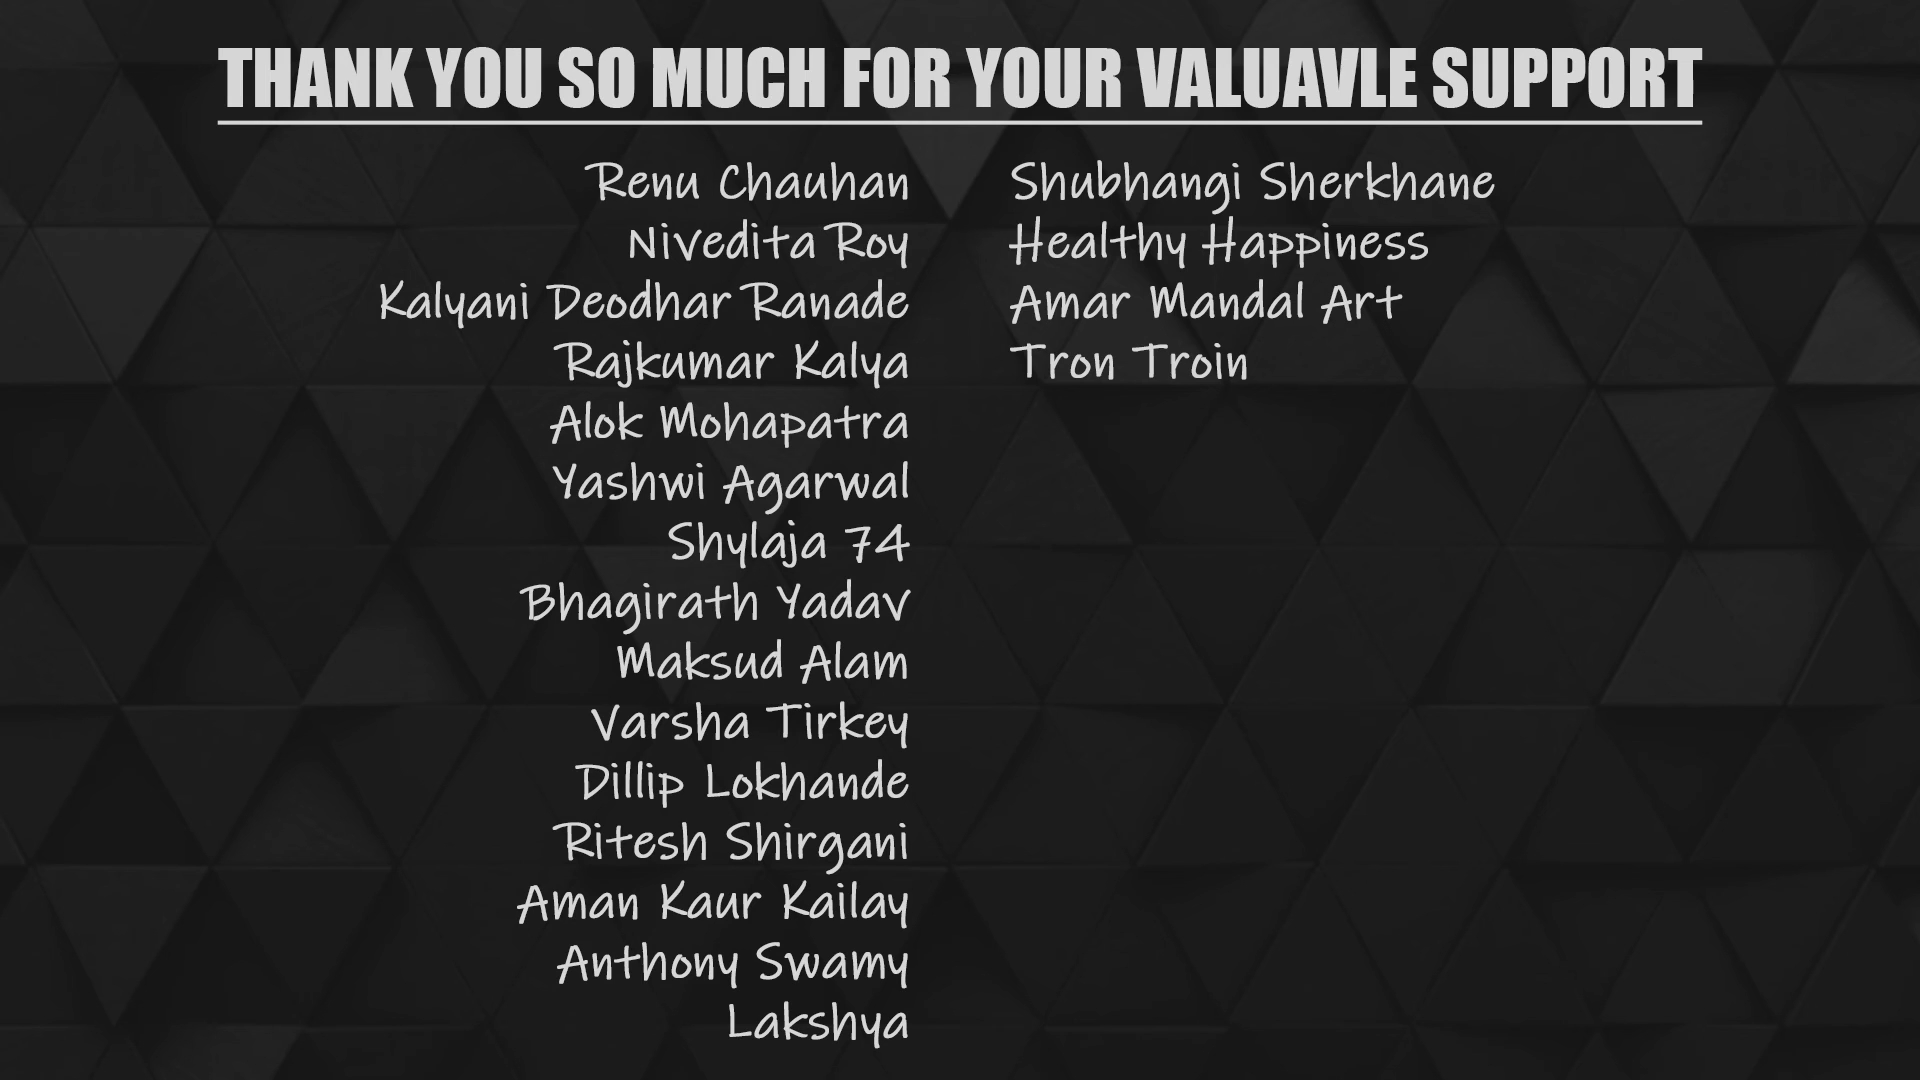 THANK YOU SO MUCH FOR YOUR VALUAVLE SUPPORT
Renu Chauhan
Nivedita Roy
Kalyani Deodhar Ranade
Rajkumar Kalya
Alok Mohapatra
Yashwi Agarwal
Shylaja 74
Bhagirath Yadav
Maksud Alam
Varsha Tirkey
Dillip Lokhande
Ritesh Shirgani
Aman Kaur Kailay
Anthony Swamy
Lakshya
Shubhangi Sherkhane
Healthy Happiness
Amar Mandal Art
Tron Troin